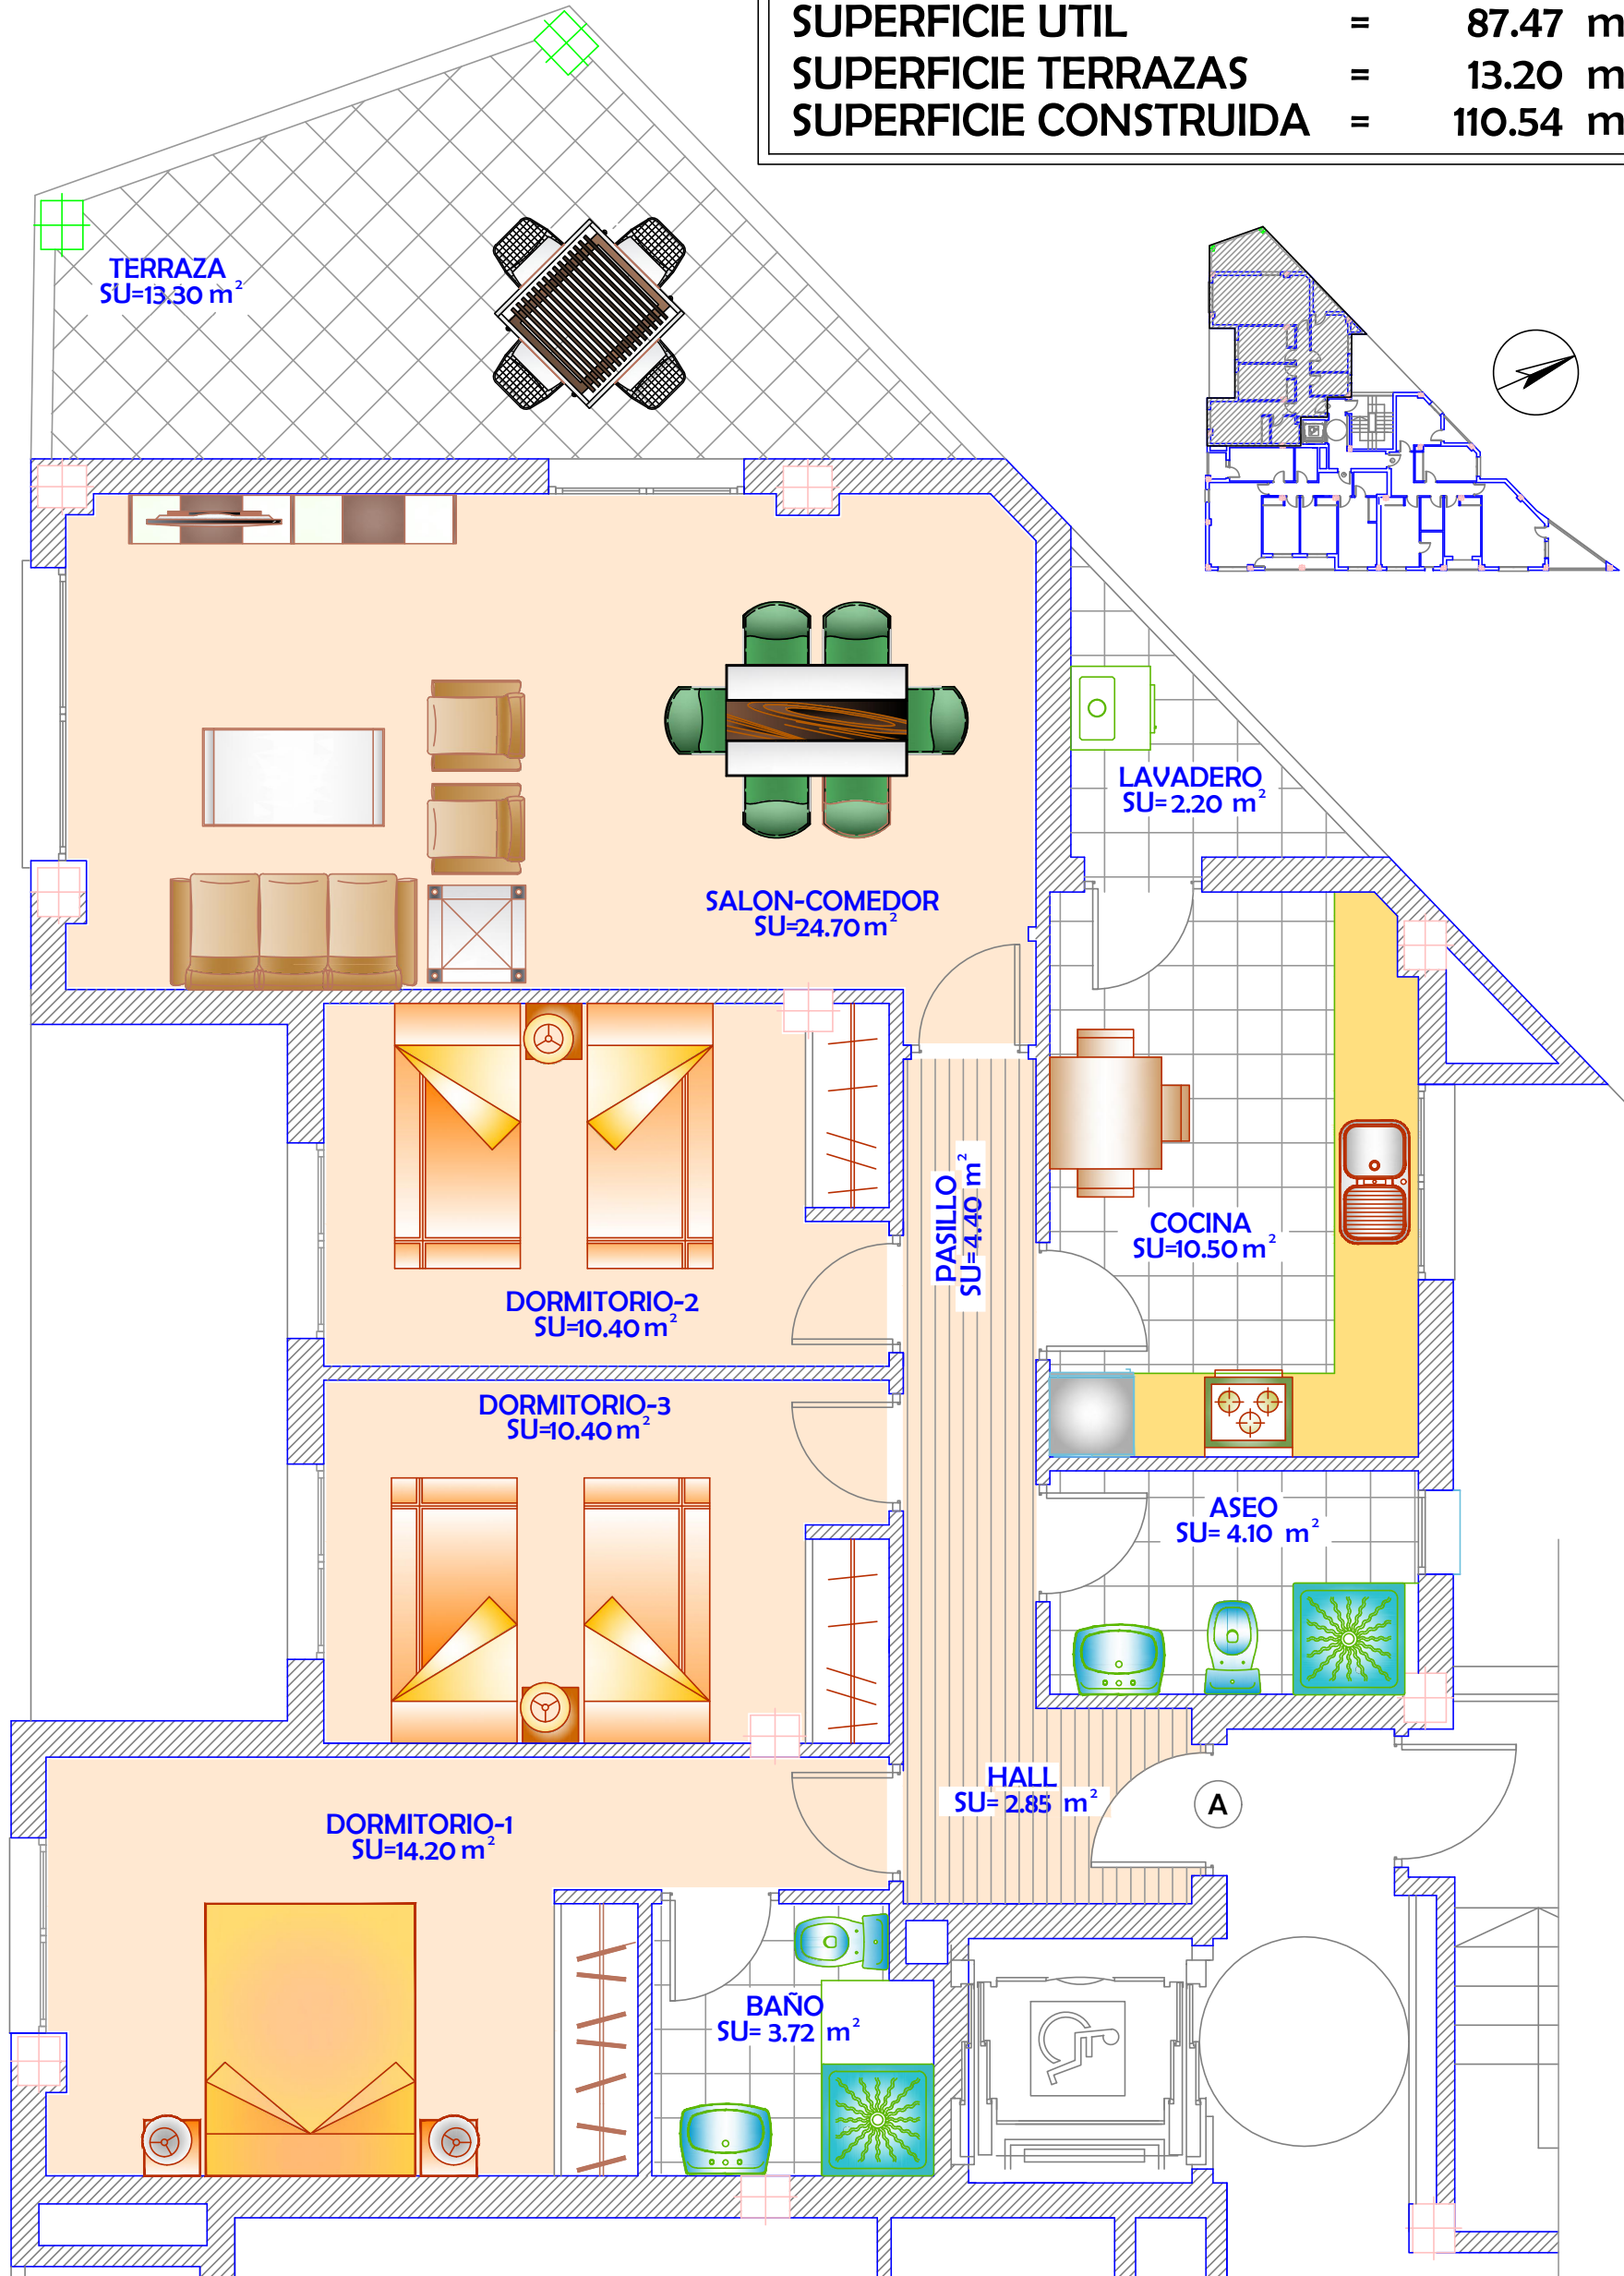 SUPERFICIE UTIL = 87.47 m
SUPERFICIE TERRAZAS = 13.20 m
SUPERFICIE CONSTRUIDA = 110.54 m
TERRAZA
SU=13.30 m²
LAVADERO
SU= 2.20 m²
SALON-COMEDOR
SU=24.70 m²
PASILLO
SU= 4.40 m²
COCINA
SU=10.50 m²
DORMITORIO-2
SU=10.40 m²
DORMITORIO-3
SU=10.40 m²
ASEO
SU= 4.10 m²
HALL
SU= 2.85 m²
A
DORMITORIO-1
SU=14.20 m²
BAÑO
SU= 3.72 m²